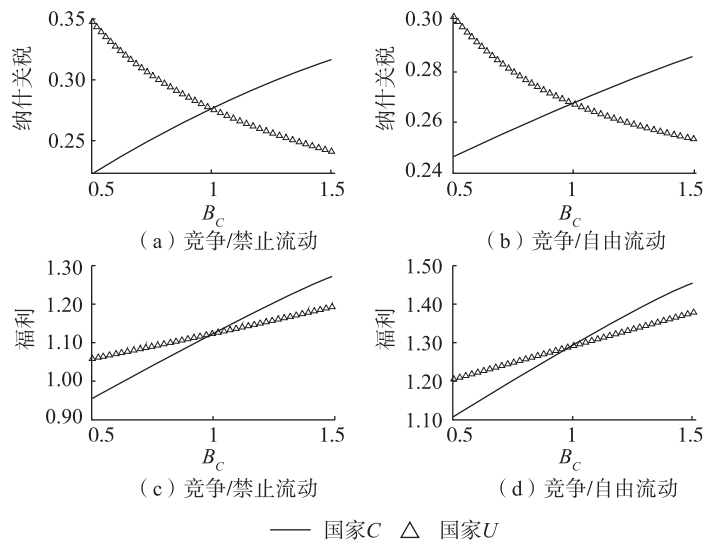 0.35
0.30
0.25
纳什关税
0.5 1 1.5
B_C
（a）竞争/禁止流动
0.30
0.28
0.26
0.24
纳什关税
0.5 1 1.5
B_C
（b）竞争/自由流动
1.30
1.20
1.10
1.00
0.90
福利
0.5 1 1.5
B_C
（c）竞争/禁止流动
1.50
1.40
1.30
1.20
1.10
福利
0.5 1 1.5
B_C
（d）竞争/自由流动
国家C 国家U